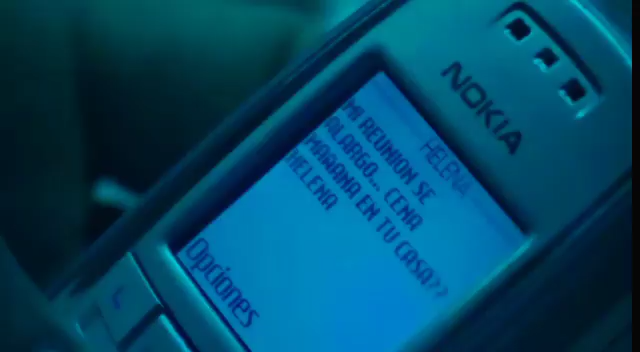 NOKIA
HELENA
MI REUNION SE
ALARGO... CENA
MAÑANA EN TU CASA??
HELENA
Opciones